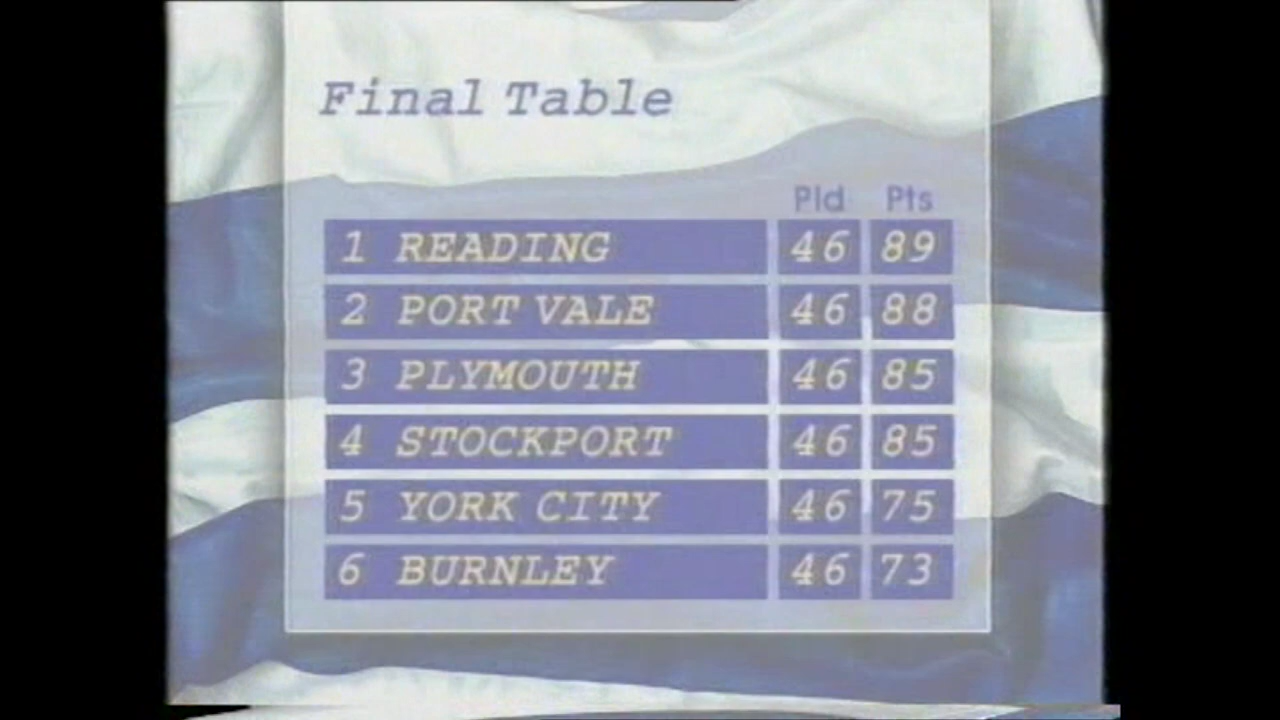 Final Table
Pld Pts
1 READING 46 89
2 PORT VALE 46 88
3 PLYMOUTH 46 85
4 STOCKPORT 46 85
5 YORK CITY 46 75
6 BURNLEY 46 73